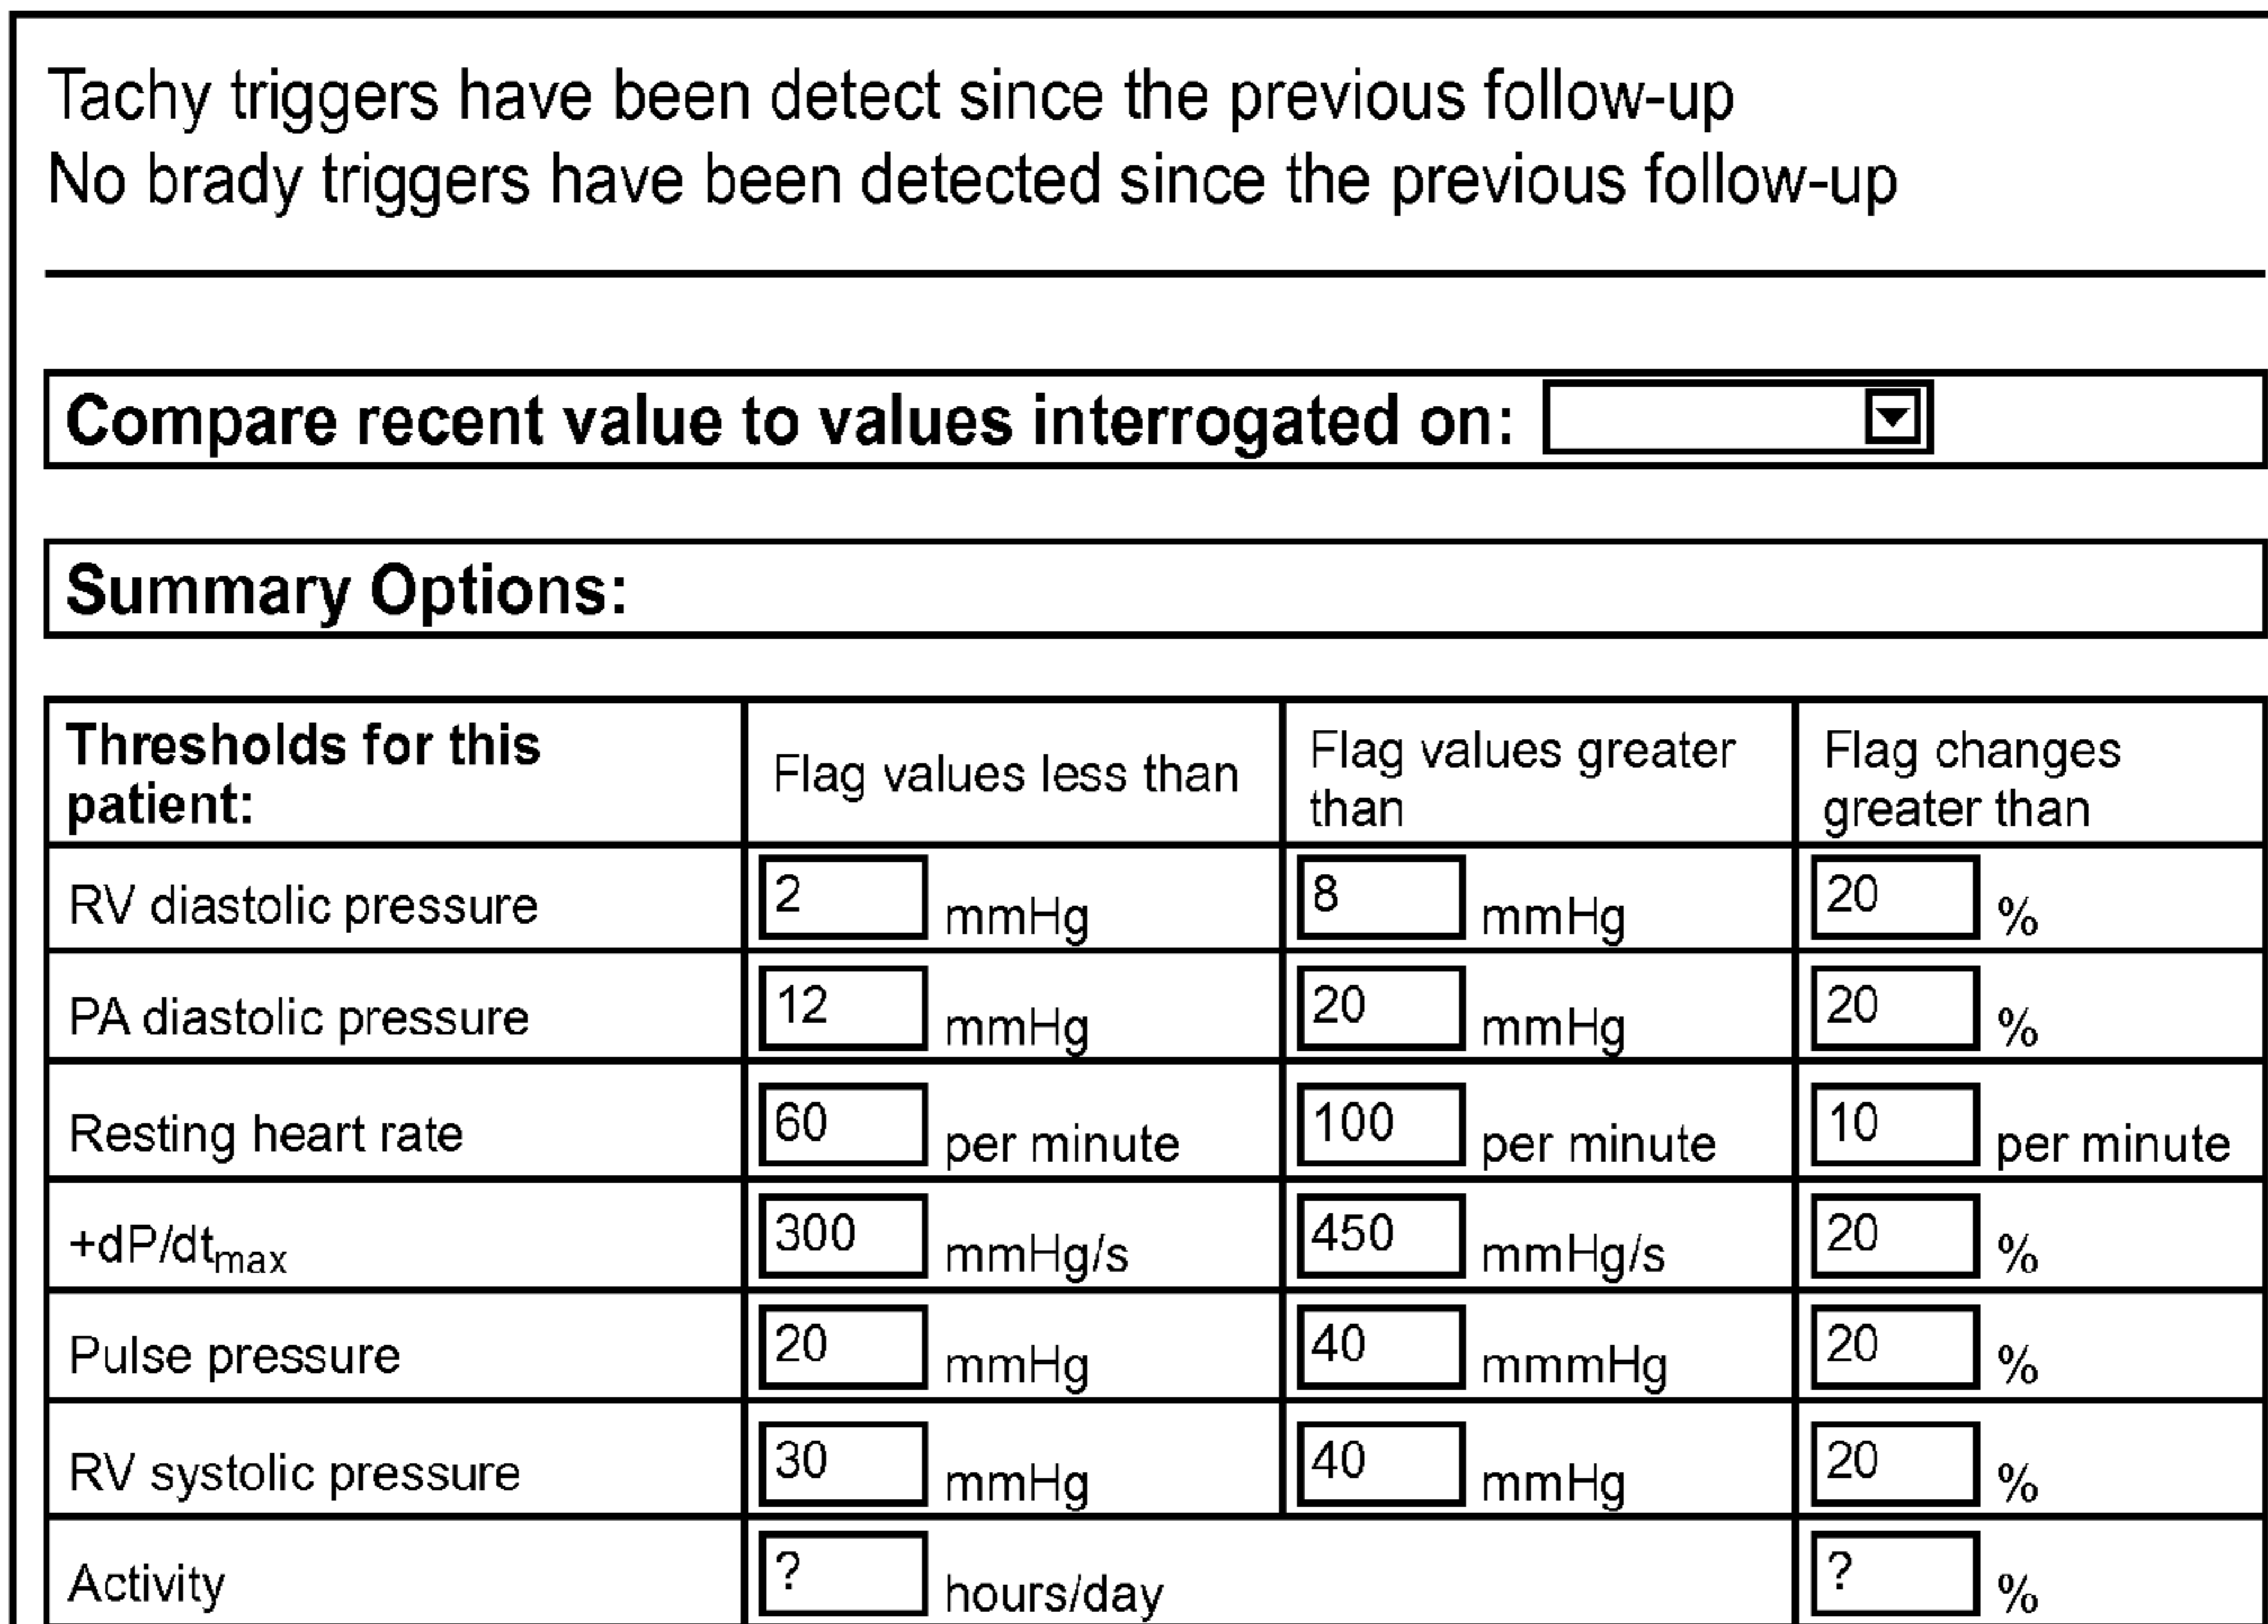 Tachy triggers have been detect since the previous follow-up
No brady triggers have been detected since the previous follow-up
Compare recent value to values interrogated on:
Summary Options:
Thresholds for this patient: Flag values less than Flag values greater than Flag changes greater than
RV diastolic pressure 2 mmHg 8 mmHg 20 %
PA diastolic pressure 12 mmHg 20 mmHg 20 %
Resting heart rate 60 per minute 100 per minute 10 per minute
+dP/dtmax 300 mmHg/s 450 mmHg/s 20 %
Pulse pressure 20 mmHg 40 mmmHg 20 %
RV systolic pressure 30 mmHg 40 mmHg 20 %
Activity ? hours/day ? %